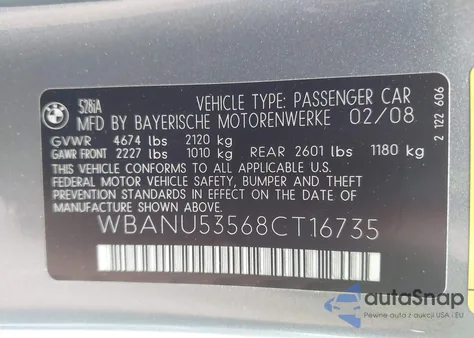 528iA
VEHICLE TYPE: PASSENGER CAR
MFD BY BAYERISCHE MOTORENWERKE 02/08
GVWR 4674 lbs 2120 kg
GAWR FRONT 2227 lbs 1010 kg REAR 2601 lbs 1180 kg
THIS VEHICLE CONFORMS TO ALL APPLICABLE
FEDERAL MOTOR VEHICLE SAFETY, BUMPER AND THEFT
PREVENTION STANDARDS IN EFFECT ON THE DATE OF
MANUFACTURE SHOWN ABOVE.
WBANU53568CT16735
2 122 606
autaSnap
Pewne auta z USA i EU